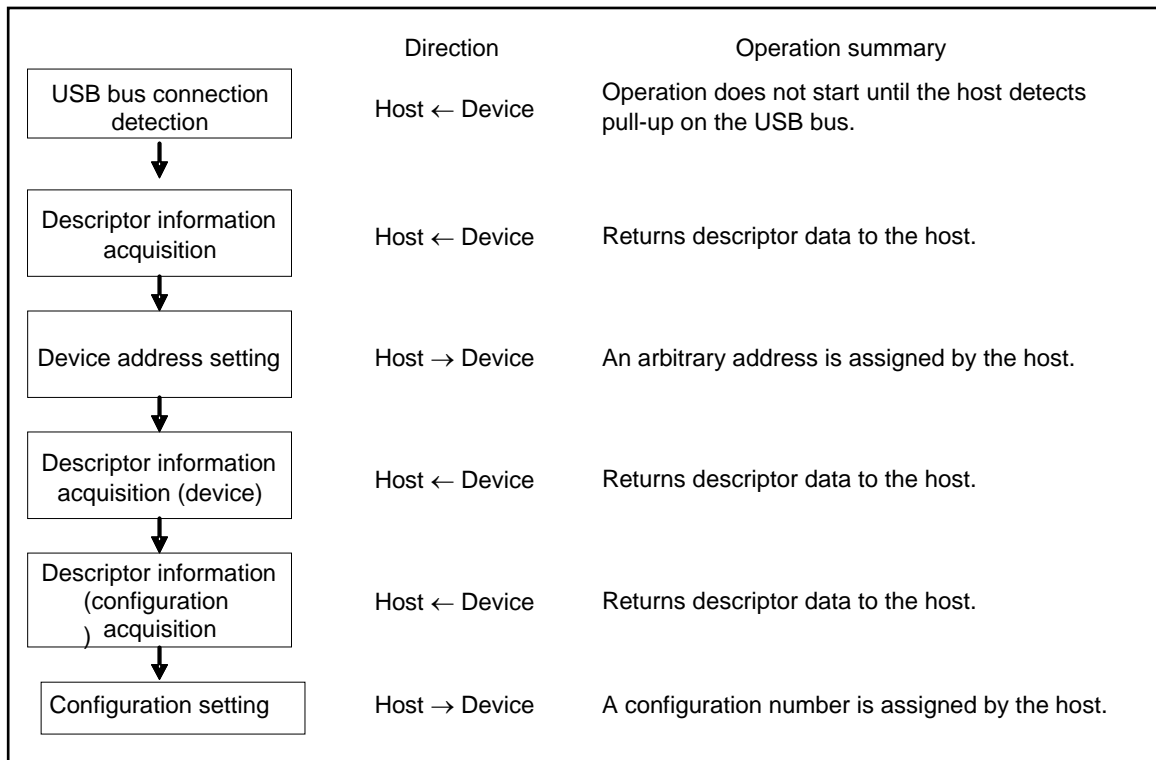 Direction
Operation summary
USB bus connection
detection
Host ← Device
Operation does not start until the host detects
pull-up on the USB bus.
Descriptor information
acquisition
Host ← Device
Returns descriptor data to the host.
Device address setting
Host → Device
An arbitrary address is assigned by the host.
Descriptor information
acquisition (device)
Host ← Device
Returns descriptor data to the host.
Descriptor information
(configuration
) acquisition
Host ← Device
Returns descriptor data to the host.
Configuration setting
Host → Device
A configuration number is assigned by the host.